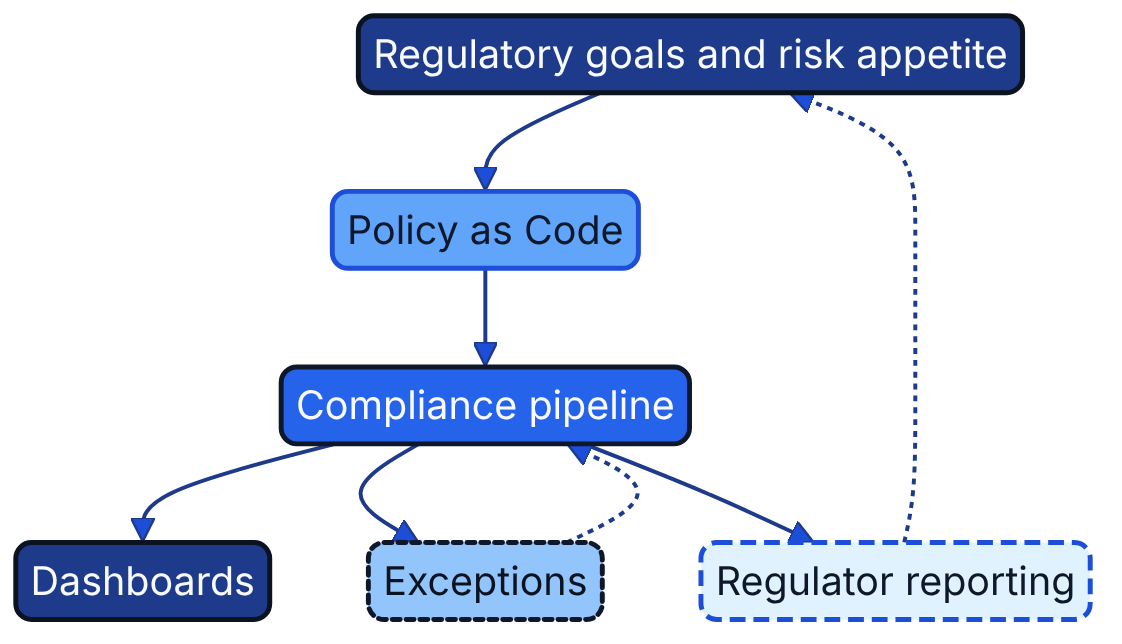 Regulatory goals and risk appetite
Policy as Code
Compliance pipeline
Dashboards
Exceptions
Regulator reporting